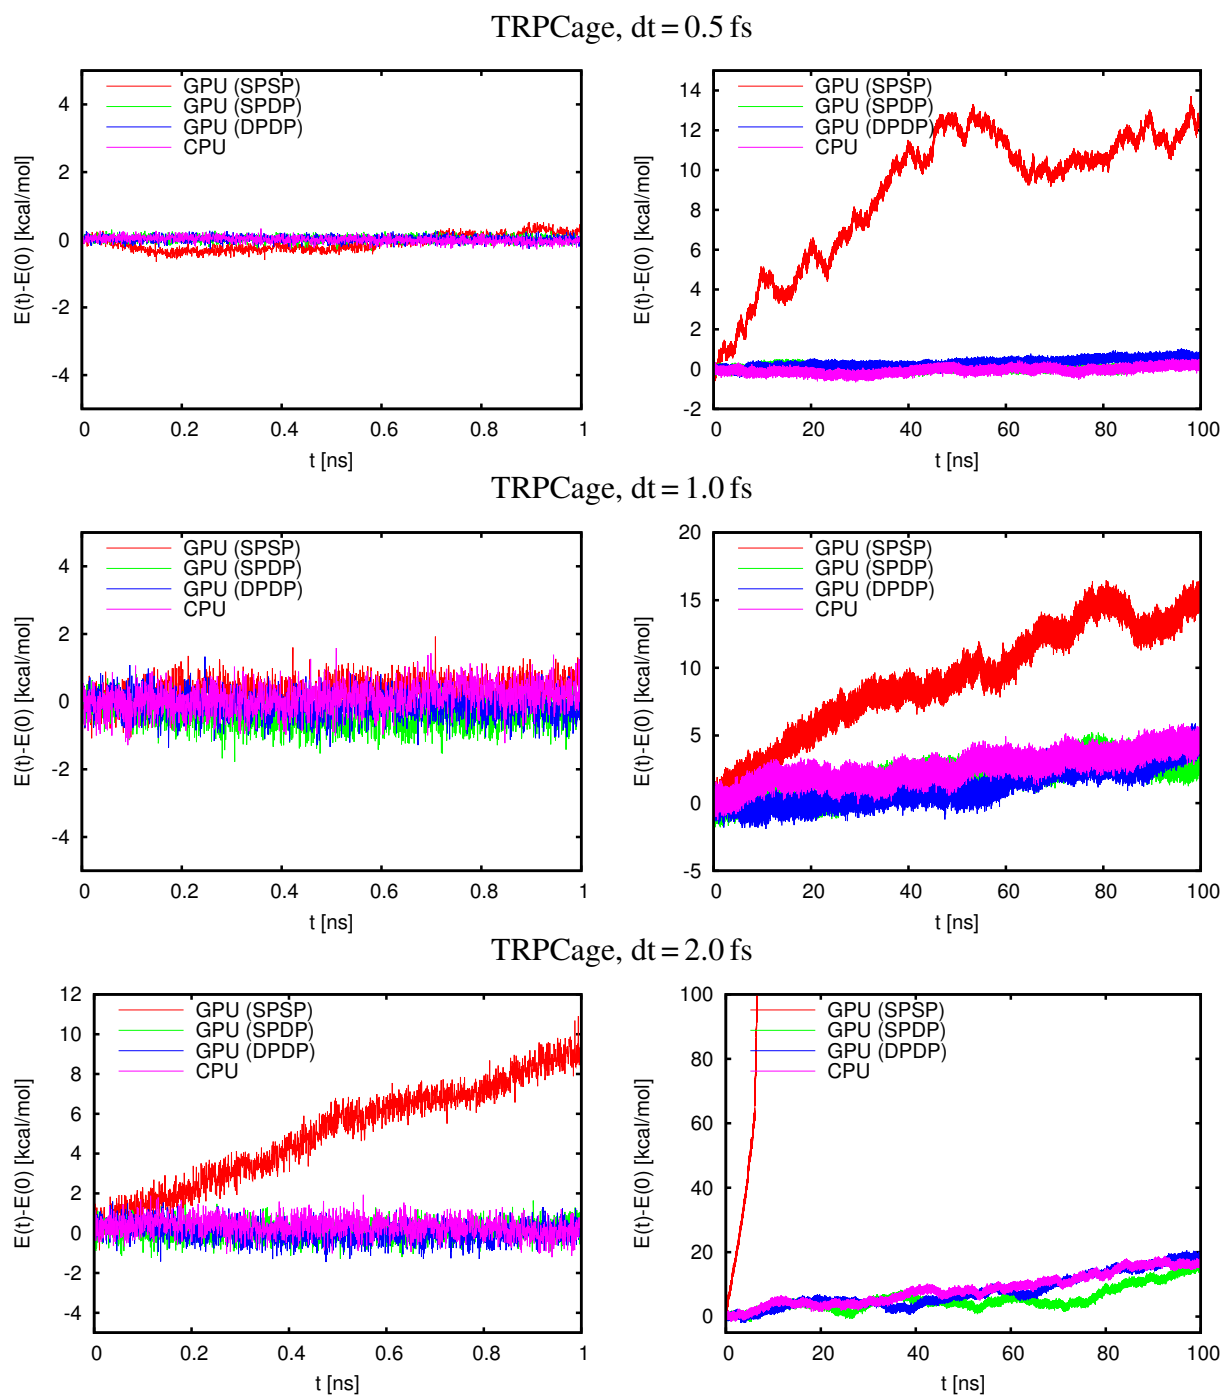 TRPCage, dt = 0.5 fs
GPU (SPSP)
GPU (SPDP)
GPU (DPDP)
CPU
4
2
0
-2
-4
E(t)-E(0) [kcal/mol]
0 0.2 0.4 0.6 0.8 1
t [ns]
GPU (SPSP)
GPU (SPDP)
GPU (DPDP)
CPU
14
12
10
8
6
4
2
0
-2
E(t)-E(0) [kcal/mol]
0 20 40 60 80 100
t [ns]
TRPCage, dt = 1.0 fs
GPU (SPSP)
GPU (SPDP)
GPU (DPDP)
CPU
4
2
0
-2
-4
E(t)-E(0) [kcal/mol]
0 0.2 0.4 0.6 0.8 1
t [ns]
GPU (SPSP)
GPU (SPDP)
GPU (DPDP)
CPU
20
15
10
5
0
-5
E(t)-E(0) [kcal/mol]
0 20 40 60 80 100
t [ns]
TRPCage, dt = 2.0 fs
GPU (SPSP)
GPU (SPDP)
GPU (DPDP)
CPU
12
10
8
6
4
2
0
-2
-4
E(t)-E(0) [kcal/mol]
0 0.2 0.4 0.6 0.8 1
t [ns]
GPU (SPSP)
GPU (SPDP)
GPU (DPDP)
CPU
100
80
60
40
20
0
E(t)-E(0) [kcal/mol]
0 20 40 60 80 100
t [ns]